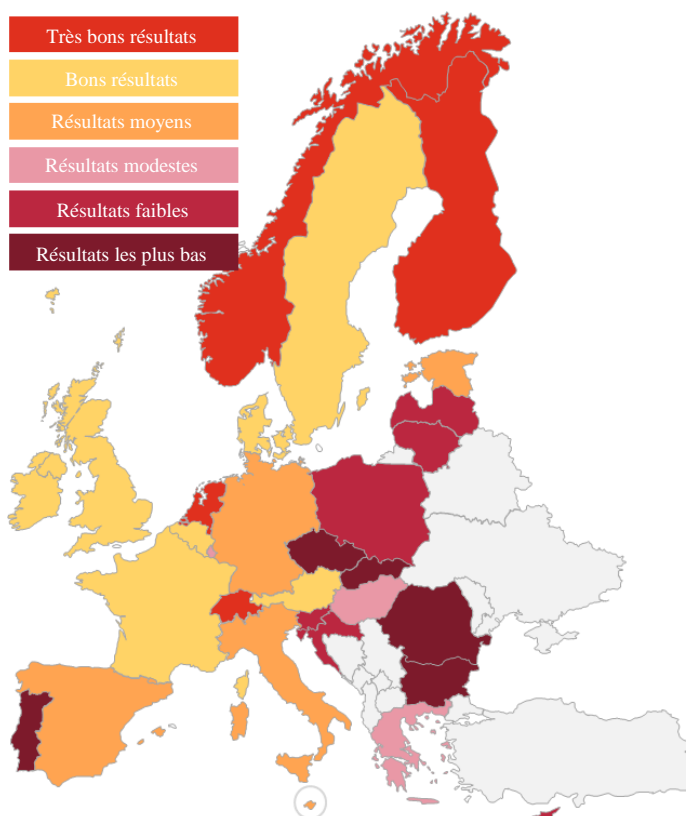 Très bons résultats
Bons résultats
Résultats moyens
Résultats modestes
Résultats faibles
Résultats les plus bas